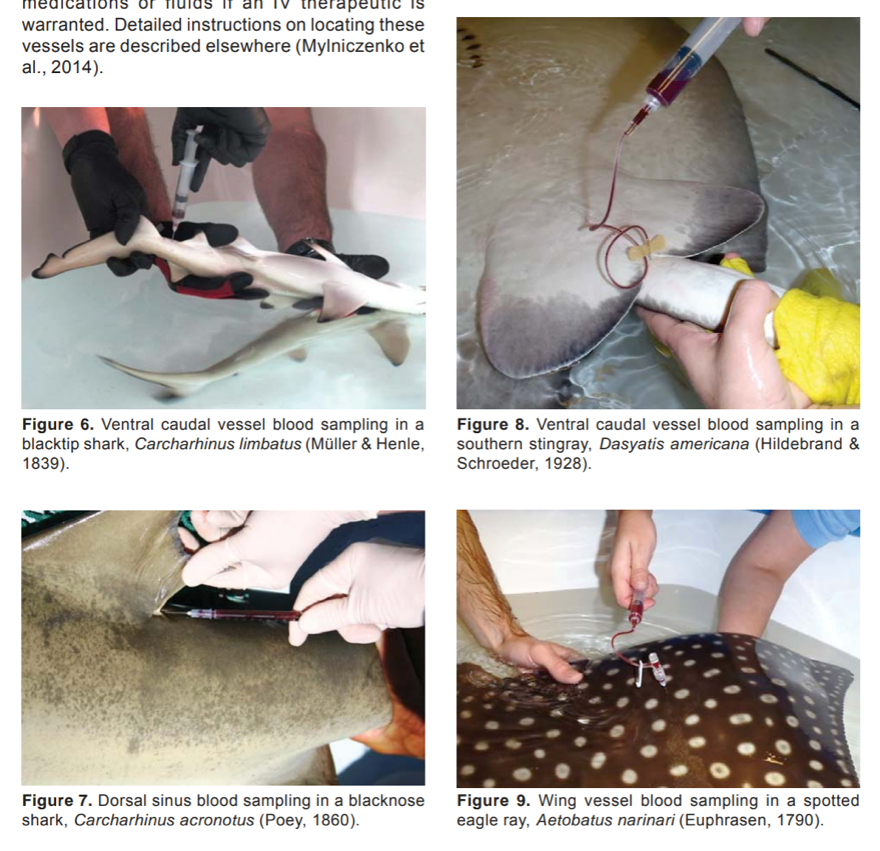 medications or fluids if an IV therapeutic is
warranted. Detailed instructions on locating these
vessels are described elsewhere (Mylniczenko et
al., 2014).
Figure 6. Ventral caudal vessel blood sampling in a
blacktip shark, Carcharhinus limbatus (Müller & Henle,
1839).
Figure 7. Dorsal sinus blood sampling in a blacknose
shark, Carcharhinus acronotus (Poey, 1860).
Figure 8. Ventral caudal vessel blood sampling in a
southern stingray, Dasyatis americana (Hildebrand &
Schroeder, 1928).
Figure 9. Wing vessel blood sampling in a spotted
eagle ray, Aetobatus narinari (Euphrasen, 1790).